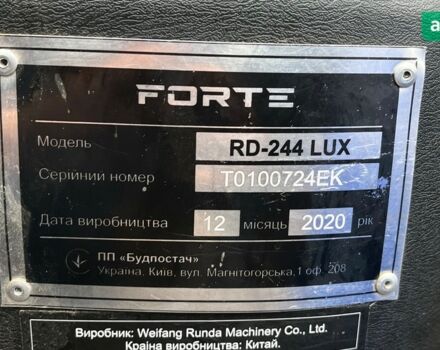 FORTE
Модель RD-244 LUX
Серійний номер T0100724EK
Дата виробництва 12 місяць 2020 рік
ПП «Будпостач»
Україна, Київ, вул. Магнітогорська,1 оф. 208
Виробник: Weifang Runda Machinery Co., Ltd.
Країна виробництва: Китай.